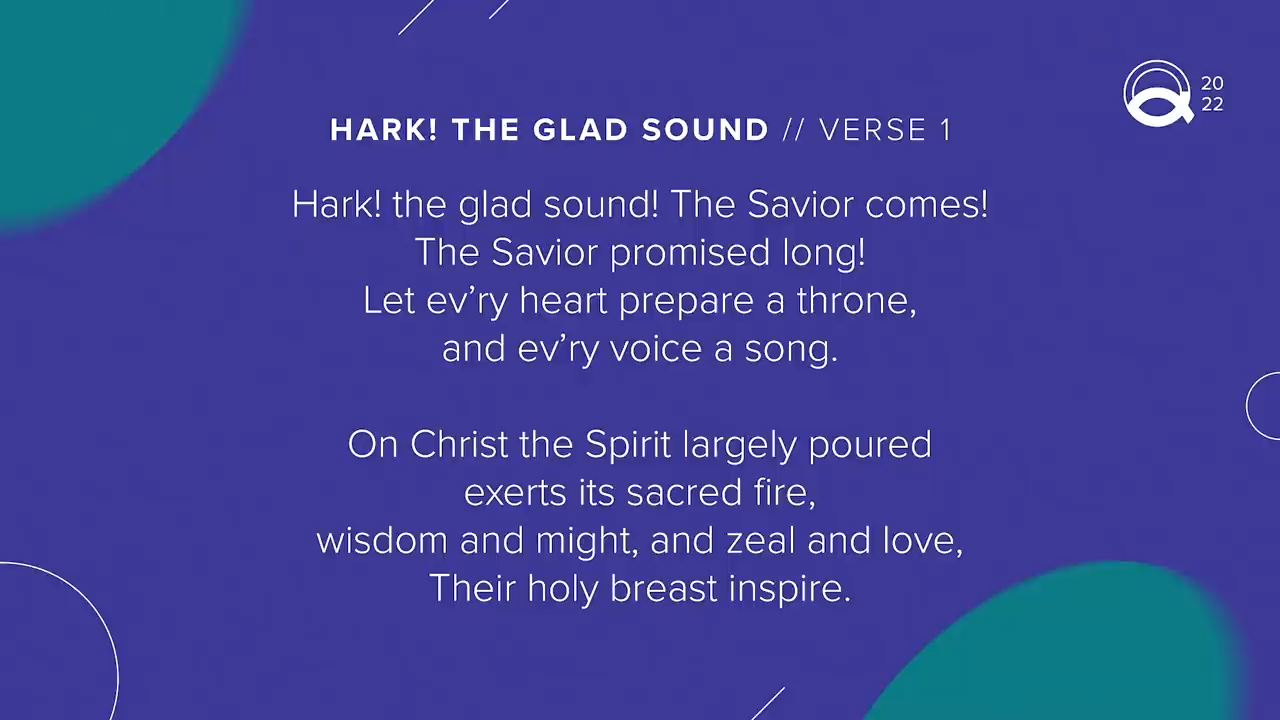 20
22
HARK! THE GLAD SOUND // VERSE 1
Hark! the glad sound! The Savior comes!
The Savior promised long!
Let ev’ry heart prepare a throne,
and ev’ry voice a song.
On Christ the Spirit largely poured
exerts its sacred fire,
wisdom and might, and zeal and love,
Their holy breast inspire.